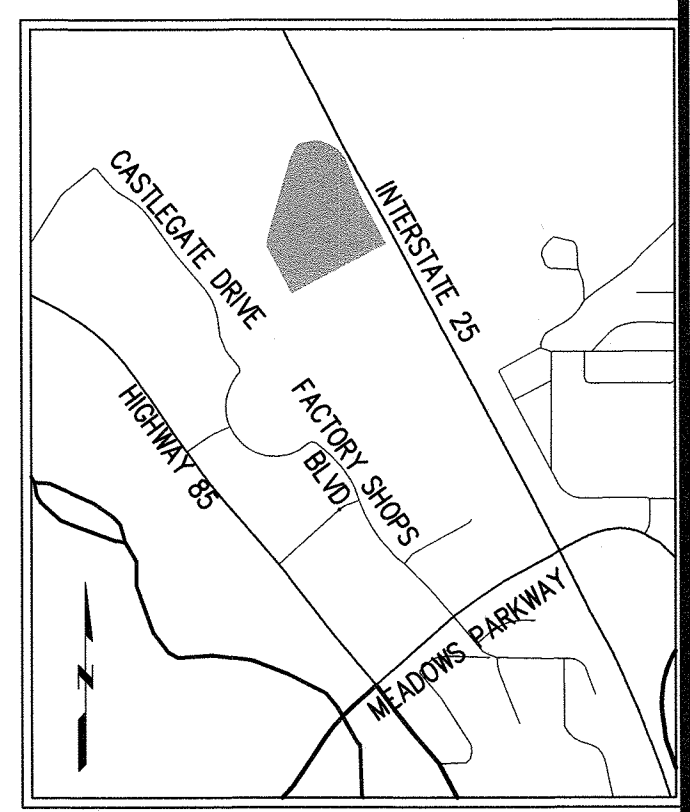 CASTLEGATE DRIVE
INTERSTATE 25
HIGHWAY 85
FACTORY SHOPS
BLVD
MEADOWS PARKWAY
N